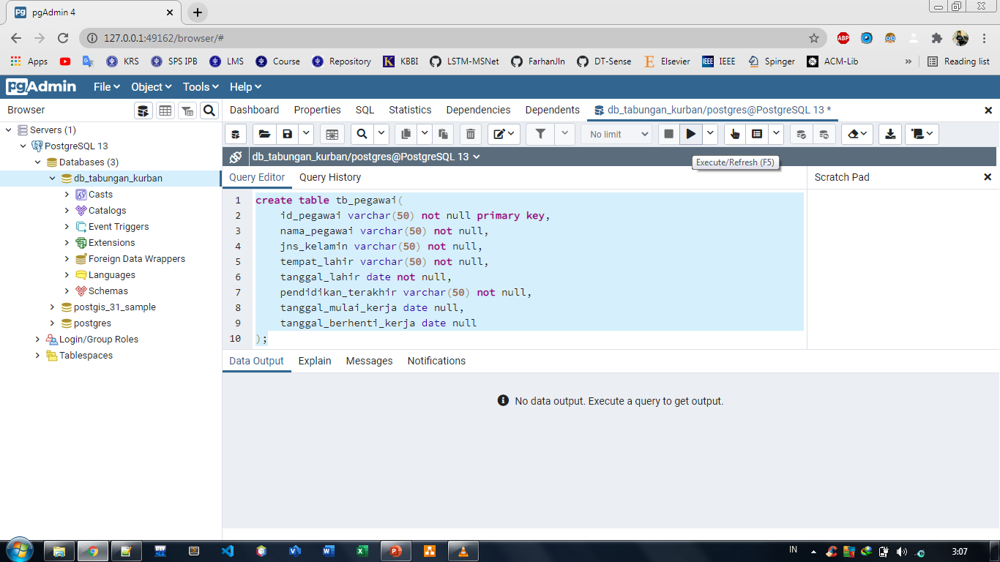 pgAdmin 4
127.0.0.1:49162/browser/#
ABP
Apps KRS SPS IPB LMS Course Repository KBBI LSTM-MSNet FarhanJIn DT-Sense Elsevier IEEE Spinger ACM-Lib » Reading list
pgAdmin File Object Tools Help
Browser
Dashboard Properties SQL Statistics Dependencies Dependents db_tabungan_kurban/postgres@PostgreSQL 13 *
Servers (1)
PostgreSQL 13
Databases (3)
db_tabungan_kurban
Casts
Catalogs
Event Triggers
Extensions
Foreign Data Wrappers
Languages
Schemas
postgis_31_sample
postgres
Login/Group Roles
Tablespaces
No limit
db_tabungan_kurban/postgres@PostgreSQL 13
Execute/Refresh (F5)
Query Editor Query History
Scratch Pad
1 create table tb_pegawai(
2 id_pegawai varchar(50) not null primary key,
3 nama_pegawai varchar(50) not null,
4 jns_kelamin varchar(50) not null,
5 tempat_lahir varchar(50) not null,
6 tanggal_lahir date not null,
7 pendidikan_terakhir varchar(50) not null,
8 tanggal_mulai_kerja date null,
9 tanggal_berhenti_kerja date null
10 );
Data Output Explain Messages Notifications
No data output. Execute a query to get output.
IN 3:07